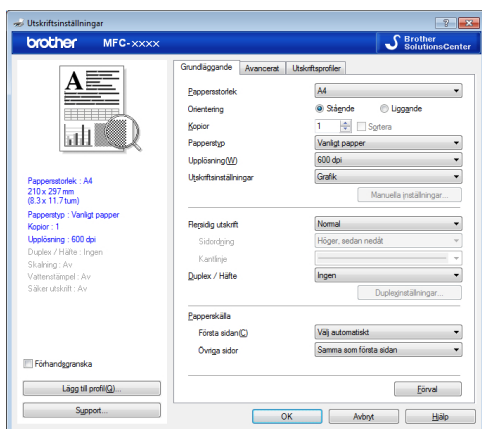 Utskriftsinställningar
brother MFC-xxxx
Brother
SolutionsCenter
Grundläggande Avancerat Utskriftsprofiler
A
Pappersstorlek : A4
210 x 297 mm
(8.3 x 11.7 tum)
Papperstyp : Vanligt papper
Kopior : 1
Upplösning : 600 dpi
Duplex / Häfte : Ingen
Skalning : Av
Vattenstämpel : Av
Säker utskrift : Av
Förhandsgranska
Lägg till profil(G)...
Support...
Pappersstorlek A4
Orientering Stående Liggande
Kopior 1 Sortera
Papperstyp Vanligt papper
Upplösning(W) 600 dpi
Utskriftsinställningar Grafik
Manuella inställningar...
Flersidig utskrift Normal
Sidordning Höger, sedan nedåt
Kantlinje
Duplex / Häfte Ingen
Duplexinställningar...
Papperskälla
Första sidan(C) Välj automatiskt
Övriga sidor Samma som första sidan
Förval
OK Avbryt Hjälp